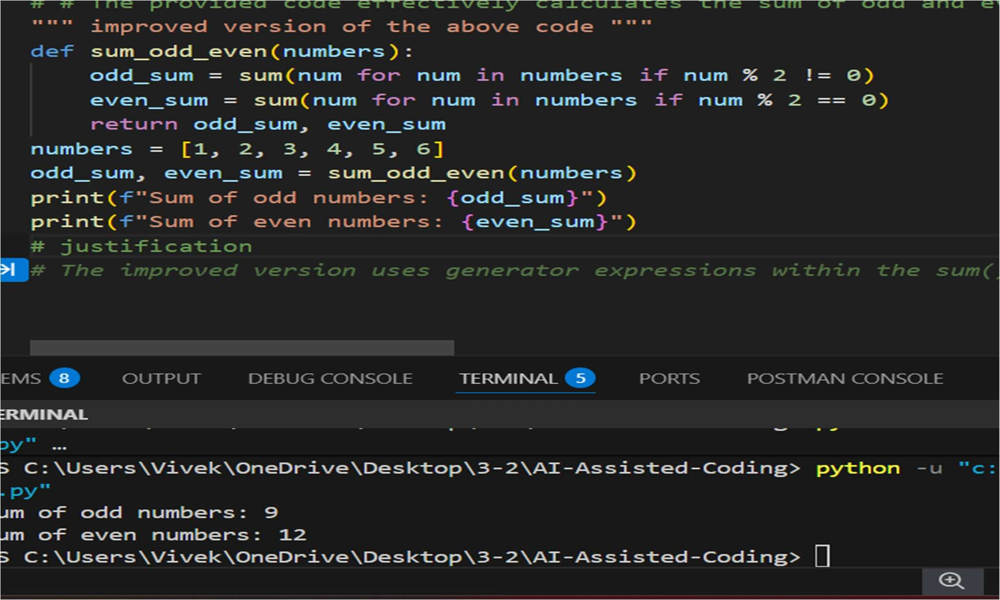 # # The provided code effectively calculates the sum of odd and
""" improved version of the above code """
def sum_odd_even(numbers):
    odd_sum = sum(num for num in numbers if num % 2 != 0)
    even_sum = sum(num for num in numbers if num % 2 == 0)
    return odd_sum, even_sum
numbers = [1, 2, 3, 4, 5, 6]
odd_sum, even_sum = sum_odd_even(numbers)
print(f"Sum of odd numbers: {odd_sum}")
print(f"Sum of even numbers: {even_sum}")
# justification
# The improved version uses generator expressions within the sum()
EMS 8 OUTPUT DEBUG CONSOLE TERMINAL 5 PORTS POSTMAN CONSOLE
ERMINAL
py" …
S C:\Users\Vivek\OneDrive\Desktop\3-2\AI-Assisted-Coding> python -u "c:
.py"
um of odd numbers: 9
um of even numbers: 12
S C:\Users\Vivek\OneDrive\Desktop\3-2\AI-Assisted-Coding>